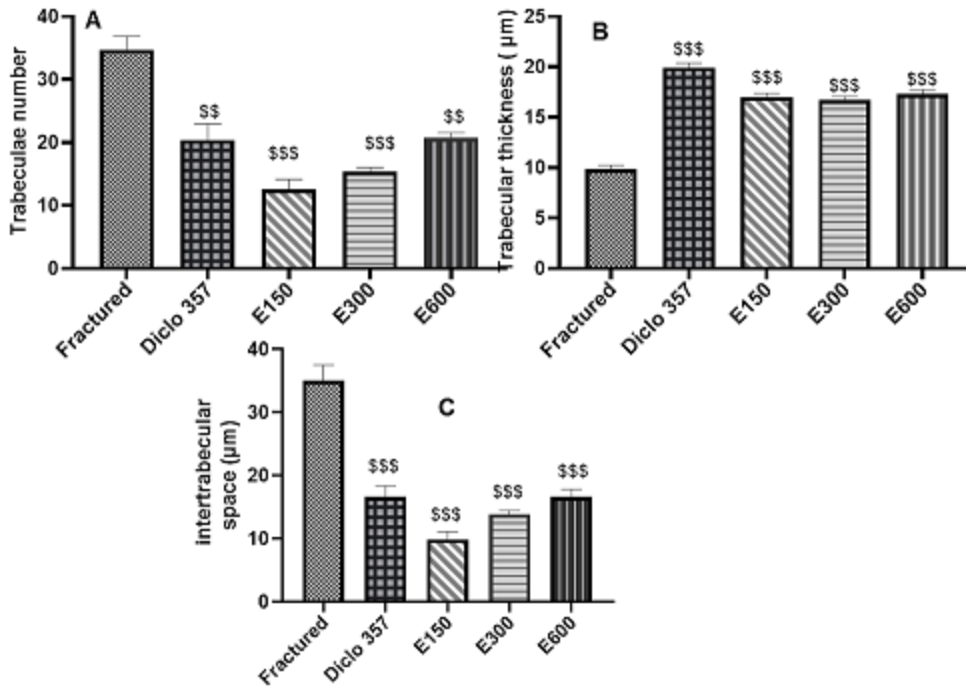 A
Trabeculae number
40
30
20
10
0
$$
$$$
$$$
$$
Fractured
Diclo 357
E150
E300
E600
B
Trabecular thickness ( μm)
25
20
15
10
5
0
$$$
$$$
$$$
$$$
Fractured
Diclo 357
E150
E300
E600
C
intertrabecular
space (μm)
40
30
20
10
0
$$$
$$$
$$$
$$$
Fractured
Diclo 357
E150
E300
E600